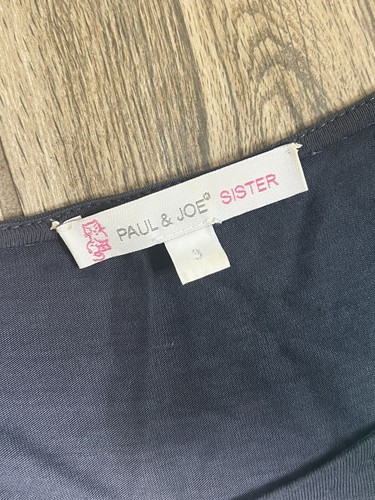 PAUL & JOE° SISTER
3